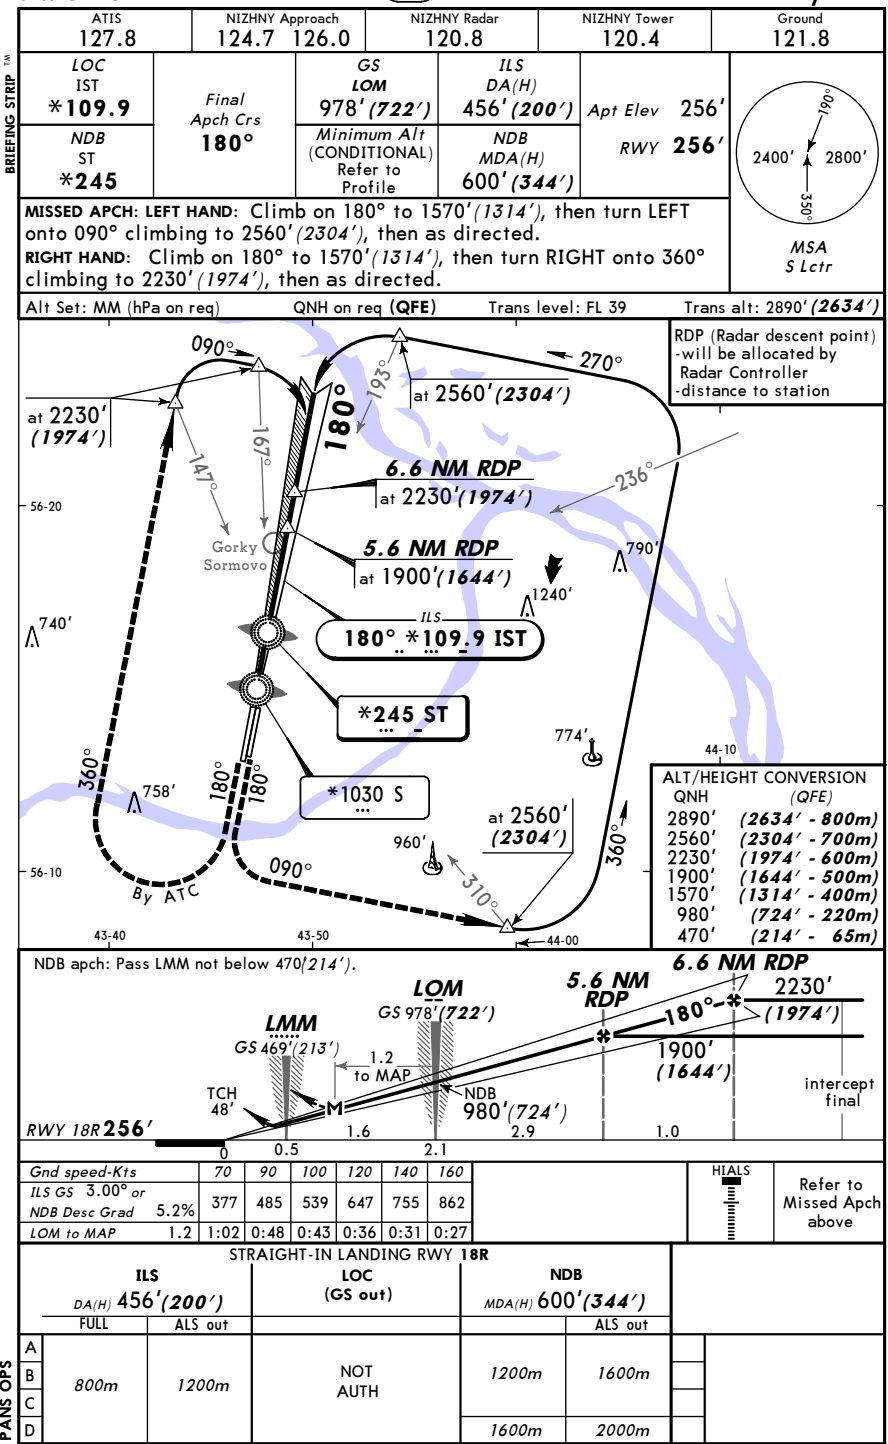 ATIS
127.8
NIZHNY Approach
124.7 126.0
NIZHNY Radar
120.8
NIZHNY Tower
120.4
Ground
121.8
BRIEFING STRIP TM
LOC
IST
*109.9
Final
Apch Crs
180°
GS
LOM
978' (722')
ILS
DA(H)
456' (200')
Apt Elev 256'
RWY 256'
NDB
ST
*245
Minimum Alt
(CONDITIONAL)
Refer to
Profile
NDB
MDA(H)
600' (344')
190°
2400' 2800'
350°
MSA
S Lctr
MISSED APCH: LEFT HAND: Climb on 180° to 1570' (1314'), then turn LEFT
onto 090° climbing to 2560' (2304'), then as directed.
RIGHT HAND: Climb on 180° to 1570' (1314'), then turn RIGHT onto 360°
climbing to 2230' (1974'), then as directed.
Alt Set: MM (hPa on req) QNH on req (QFE) Trans level: FL 39 Trans alt: 2890' (2634')
RDP (Radar descent point)
-will be allocated by
Radar Controller
-distance to station
090°
270°
193°
at 2560'
(2304')
180°
at 2230'
(1974')
167°
147°
6.6 NM RDP
at 2230' (1974')
236°
56-20
Gorky
Sormovo
5.6 NM RDP
at 1900' (1644')
790'
1240'
740'
ILS
180° *109.9 IST
*245 ST
774'
44-10
360°
180°
180°
758'
*1030 S
at 2560'
(2304')
960'
360°
56-10
090°
310°
By ATC
43-40
43-50
44-00
ALT/HEIGHT CONVERSION
QNH (QFE)
2890' (2634' - 800m)
2560' (2304' - 700m)
2230' (1974' - 600m)
1900' (1644' - 500m)
1570' (1314' - 400m)
980' (724' - 220m)
470' (214' - 65m)
NDB apch: Pass LMM not below 470' (214').
6.6 NM RDP
5.6 NM
RDP
2230'
(1974')
180°
1900'
(1644')
LOM
GS 978' (722')
LMM
GS 469' (213')
1.2
to MAP
TCH
48'
M
NDB
980' (724')
intercept
final
RWY 18R 256'
1.6
2.9
1.0
0
0.5
2.1
Gnd speed-Kts 70 90 100 120 140 160
ILS GS 3.00° or
NDB Desc Grad 5.2% 377 485 539 647 755 862
LOM to MAP 1.2 1:02 0:48 0:43 0:36 0:31 0:27
HIALS
Refer to
Missed Apch
above
STRAIGHT-IN LANDING RWY 18R
ILS
DA(H) 456' (200')
LOC
(GS out)
NDB
MDA(H) 600' (344')
FULL
ALS out
ALS out
PANS OPS
A
B
C
D
800m
1200m
NOT
AUTH
1200m
1600m
1600m
2000m